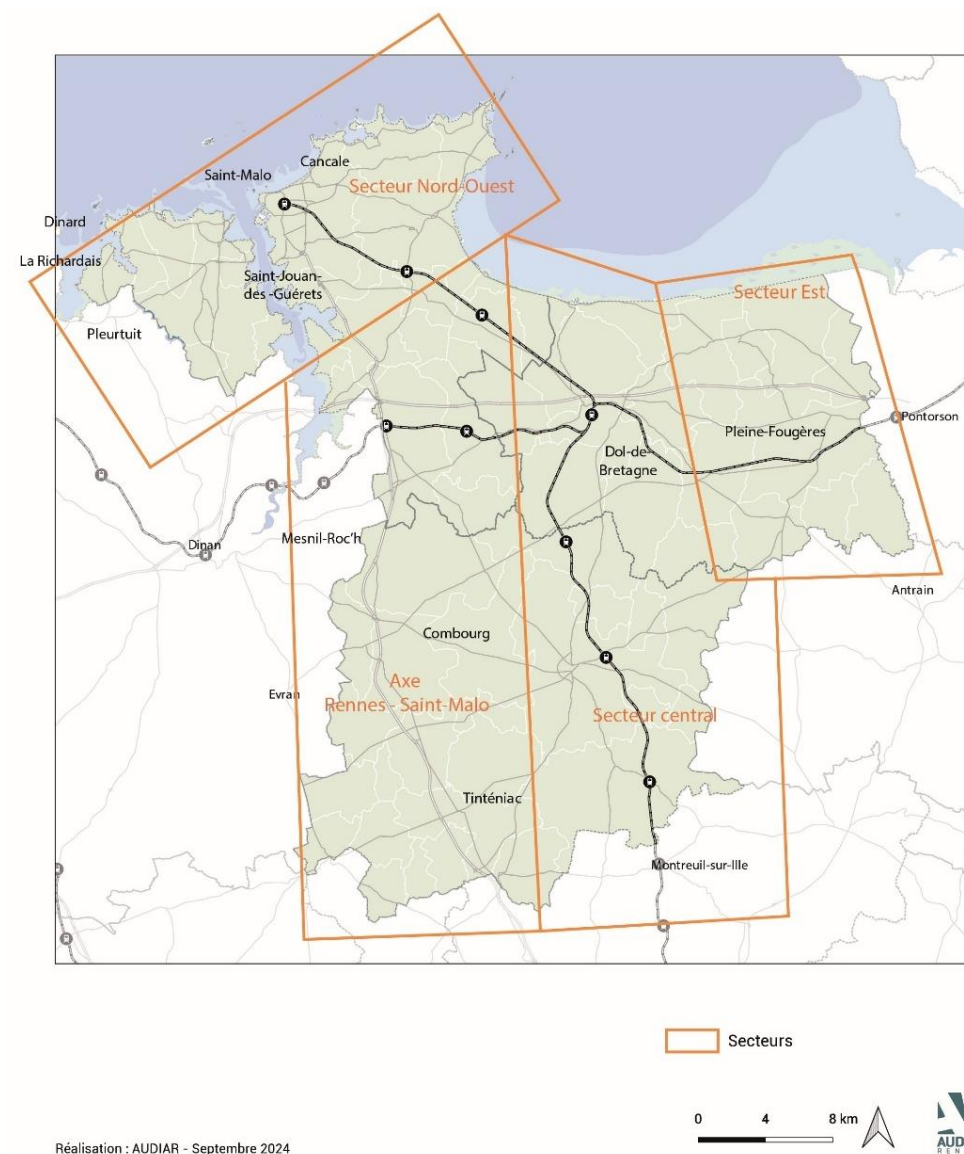 Cancale
Saint-Malo
Secteur Nord-Ouest
Dinard
La Richardais
Saint-Jouan-
des -Guérets
Secteur Est
Pleurtuit
Pontorson
Pleine-Fougères
Dol-de-
Bretagne
Mesnil-Roc'h
Dinan
Antrain
Combourg
Axe
Rennes - Saint-Malo
Evran
Secteur central
Tinténiac
Montreuil-sur-Ille
Secteurs
0 4 8 km
Réalisation : AUDIAR - Septembre 2024